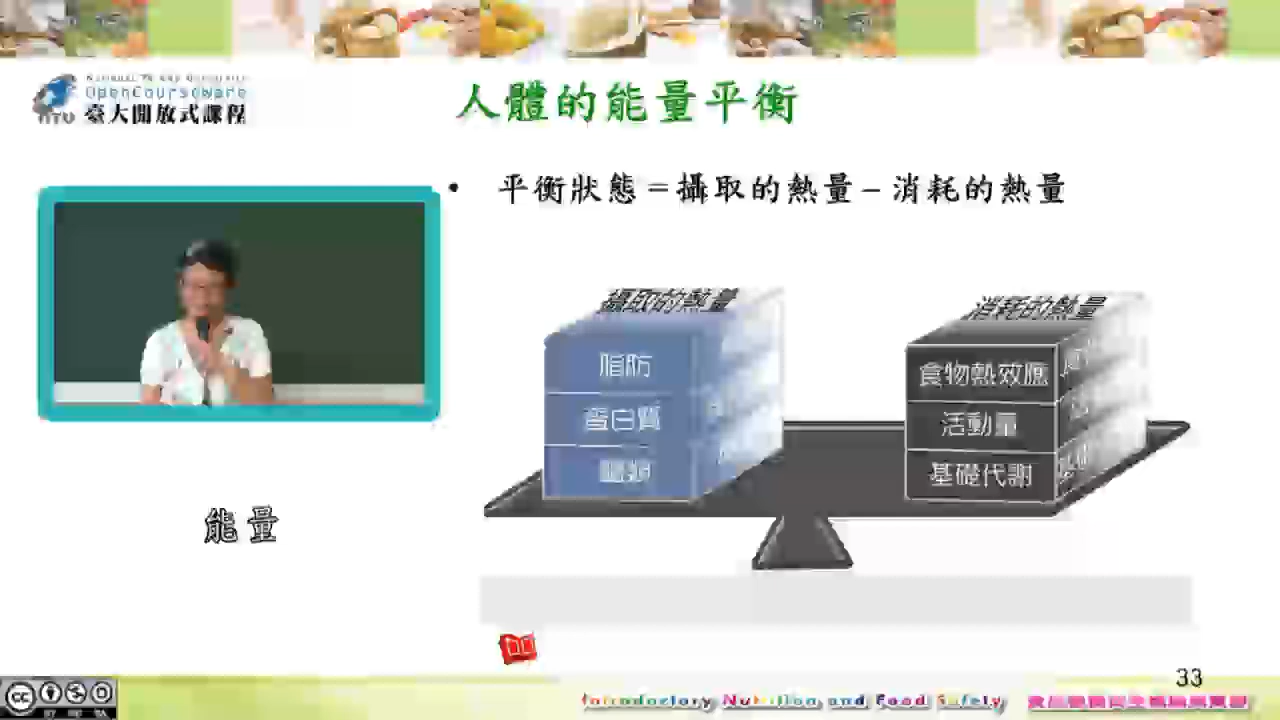 OpenCourseWare
臺大開放式課程
NTU
人體的能量平衡
• 平衡狀態=攝取的熱量–消耗的熱量
攝取的熱量
脂肪
蛋白質
消耗的熱量
食物熱效應
活動量
基礎代謝
能量
33
Introductory Nutrition and Food Safety
cc